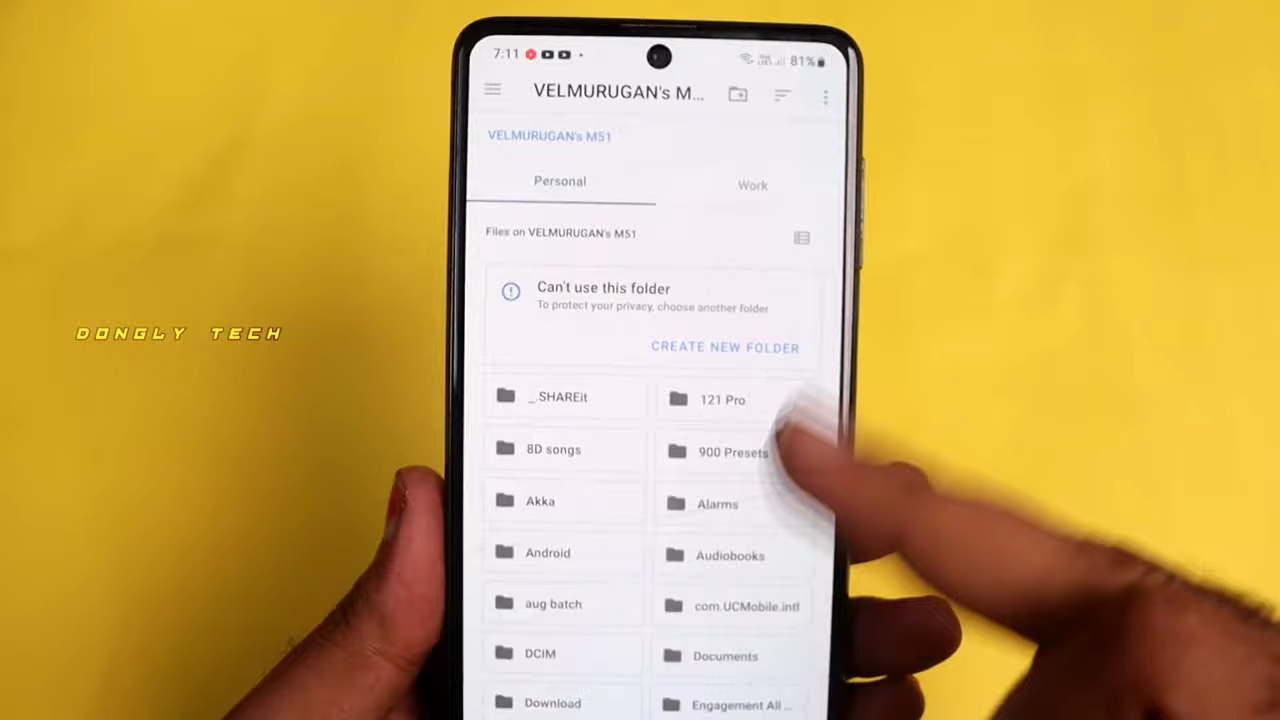 7:11
81%
VELMURUGAN's M...
VELMURUGAN's M51
Personal
Work
Files on VELMURUGAN's M51
Can't use this folder
To protect your privacy, choose another folder
CREATE NEW FOLDER
DONGLY TECH
_.SHAREit
121 Pro
8D songs
900 Presets
Akka
Alarms
Android
Audiobooks
aug batch
com.UCMobile.intl
DCIM
Documents
Download
Engagement All ...